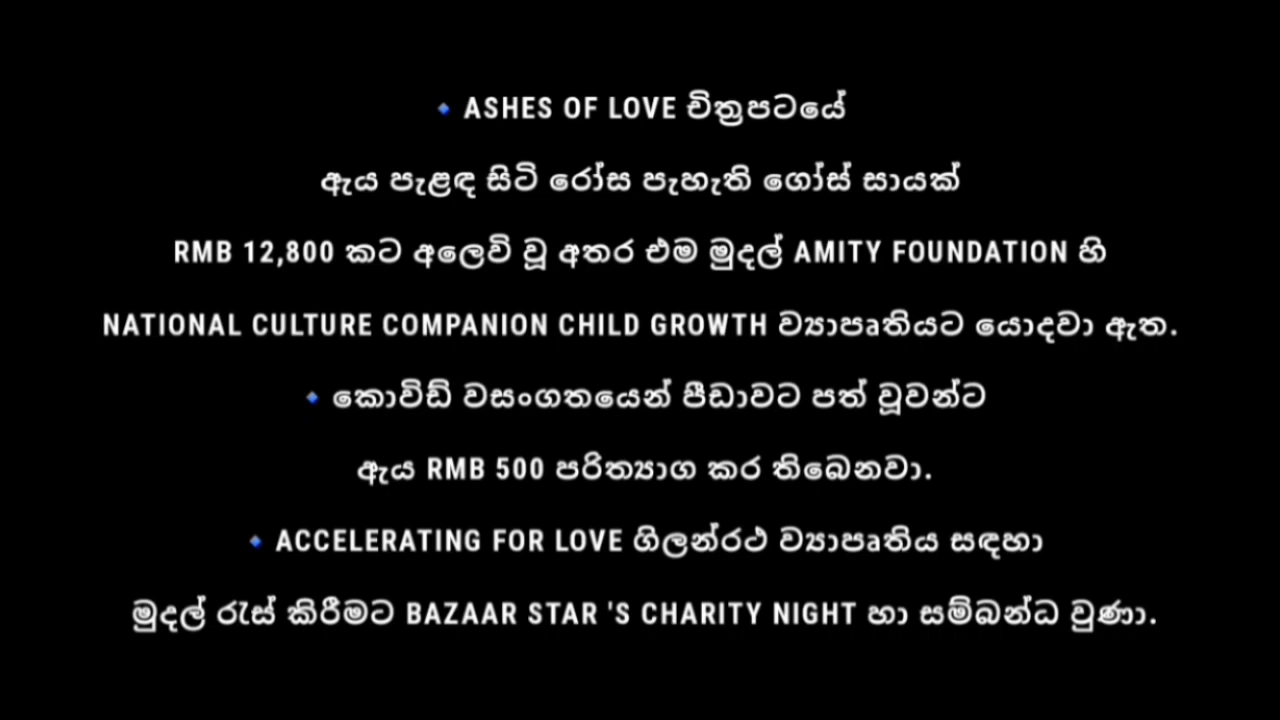 🔹ASHES OF LOVE චිත්‍රපටයේ
ඇය පැළඳ සිටි රෝස පැහැති ගෝස් සායක්
RMB 12,800 කට අලෙවි වූ අතර එම මුදල් AMITY FOUNDATION හි
NATIONAL CULTURE COMPANION CHILD GROWTH ව්‍යාපෘතියට යොදවා ඇත.
🔹කොවිඩ් වසංගතයෙන් පීඩාවට පත් වූවන්ට
ඇය RMB 500 පරිත්‍යාග කර තිබෙනවා.
🔹ACCELERATING FOR LOVE ගිලන්රථ ව්‍යාපෘතිය සඳහා
මුදල් රැස් කිරීමට BAZAAR STAR 'S CHARITY NIGHT හා සම්බන්ධ වුණා.